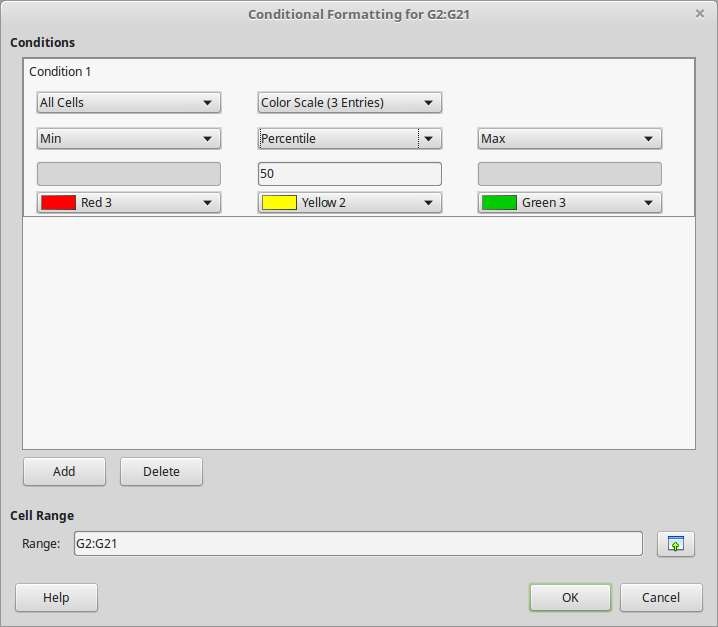 Conditional Formatting for G2:G21
Conditions
Condition 1
All Cells Color Scale (3 Entries)
Min Percentile Max
50
Red 3 Yellow 2 Green 3
Add Delete
Cell Range
Range: G2:G21
Help OK Cancel